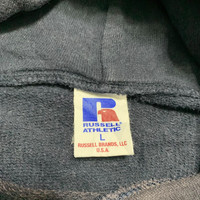 RUSSELL
ATHLETIC
L
RUSSELL BRANDS, LLC
U.S.A.